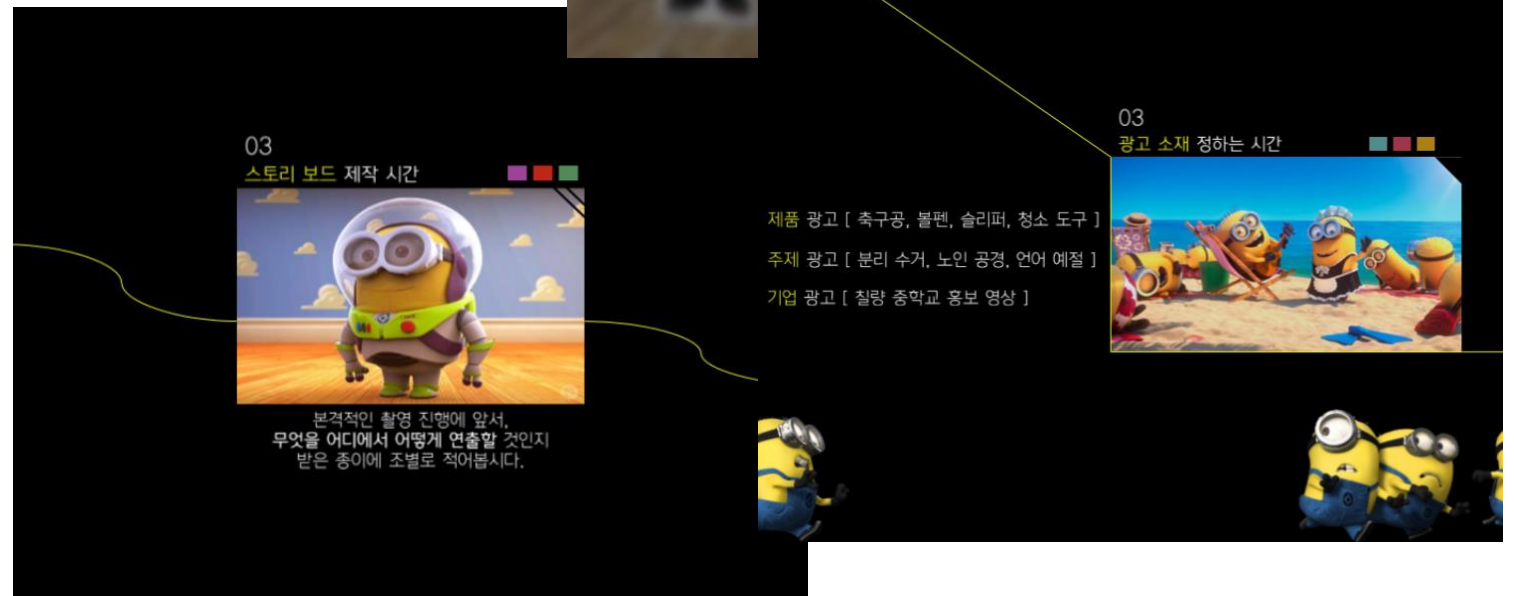 03
스토리 보드 제작 시간
본격적인 촬영 진행에 앞서,
무엇을 어디에서 어떻게 연출할 것인지
받은 종이에 조별로 적어봅시다.
03
광고 소재 정하는 시간
제품 광고 [ 축구공, 볼펜, 슬리퍼, 청소 도구 ]
주제 광고 [ 분리 수거, 노인 공경, 언어 예절 ]
기업 광고 [ 칠량 중학교 홍보 영상 ]